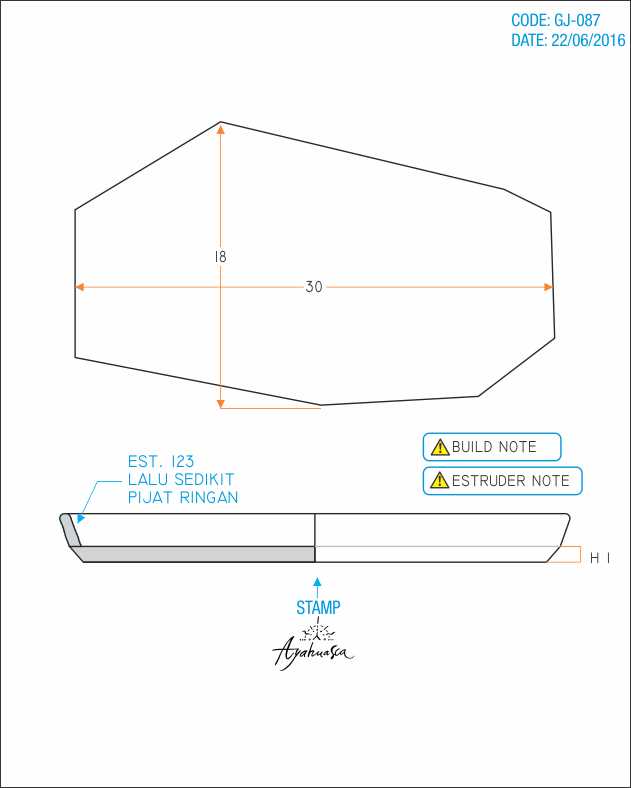 CODE: GJ-087
DATE: 22/06/2016
18
30
EST. 123
LALU SEDIKIT
PIJAT RINGAN
BUILD NOTE
ESTRUDER NOTE
H 1
STAMP
Ayahuasca